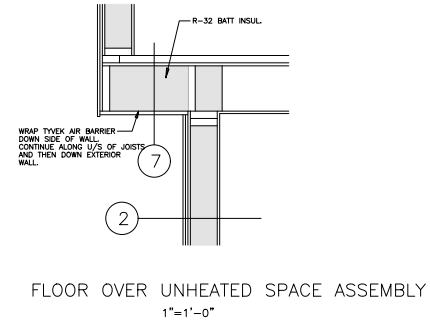 R-32 BATT INSUL.
WRAP TYVEK AIR BARRIER
DOWN SIDE OF WALL.
CONTINUE ALONG U/S OF JOISTS
AND THEN DOWN EXTERIOR
WALL.
7
2
FLOOR OVER UNHEATED SPACE ASSEMBLY
1"=1'-0"